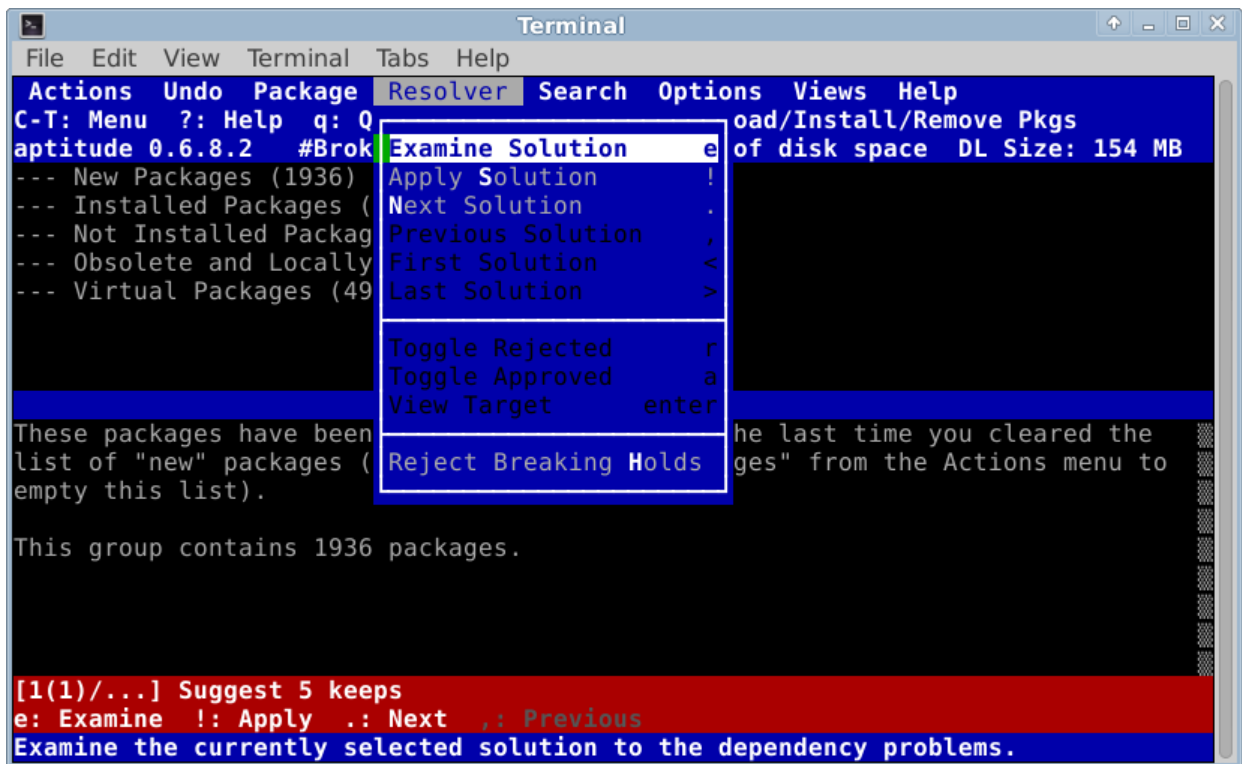 Terminal
File Edit View Terminal Tabs Help
Actions Undo Package Resolver Search Options Views Help
C-T: Menu ?: Help q: Q oad/Install/Remove Pkgs
aptitude 0.6.8.2 #Brok of disk space DL Size: 154 MB
Examine Solution e
Apply Solution !
Next Solution .
Previous Solution ,
First Solution <
Last Solution >
Toggle Rejected r
Toggle Approved a
View Target enter
Reject Breaking Holds
--- New Packages (1936)
--- Installed Packages (
--- Not Installed Packag
--- Obsolete and Locally
--- Virtual Packages (49
These packages have been he last time you cleared the
list of "new" packages ( ges" from the Actions menu to
empty this list).
This group contains 1936 packages.
[1(1)/...] Suggest 5 keeps
e: Examine !: Apply .: Next ,: Previous
Examine the currently selected solution to the dependency problems.